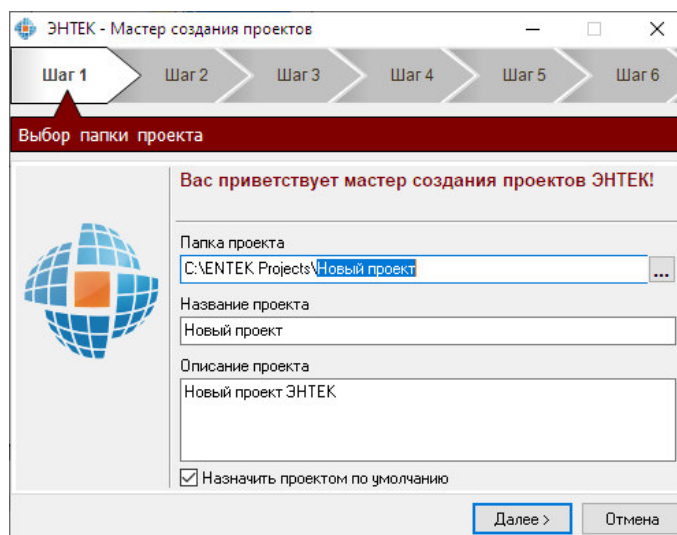 ЭНТЕК - Мастер создания проектов
Шаг 1 Шаг 2 Шаг 3 Шаг 4 Шаг 5 Шаг 6
Выбор папки проекта
Вас приветствует мастер создания проектов ЭНТЕК!
Папка проекта
C:\ENTEK Projects\Новый проект
...
Название проекта
Новый проект
Описание проекта
Новый проект ЭНТЕК
Назначить проектом по умолчанию
Далее > Отмена